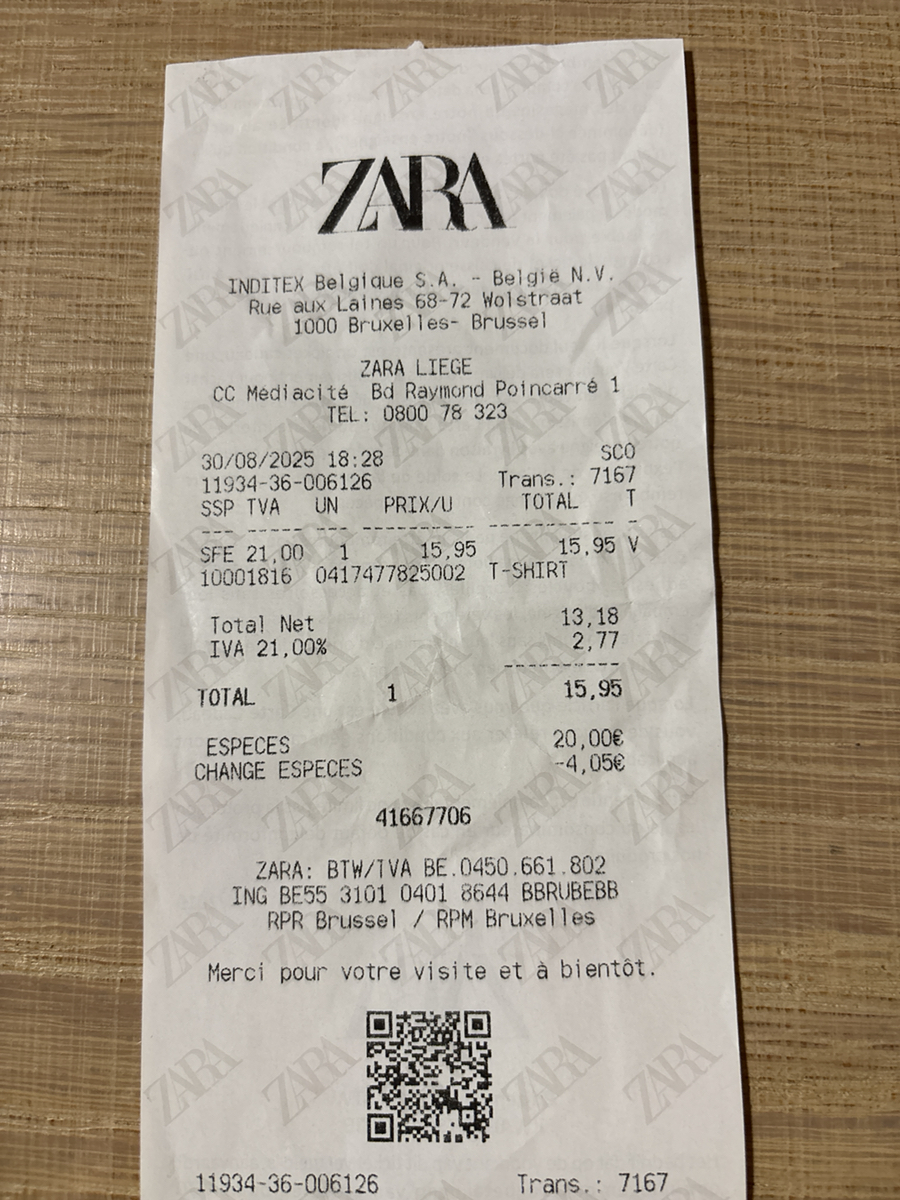 ZARA
INDITEX Belgique S.A. - België N.V.
Rue aux Laines 68-72 Wolstraat
1000 Bruxelles- Brussel
ZARA LIEGE
CC Médiacité Bd Raymond Poincarré 1
TEL: 0800 78 323
30/08/2025 18:28 SCO
11934-36-006126 Trans.: 7167
SSP TVA UN PRIX/U TOTAL T
SFE 21,00 1 15,95 15,95 V
10001816 0417477825002 T-SHIRT
Total Net 13,18
IVA 21,00% 2,77
TOTAL 1 15,95
ESPECES 20,00€
CHANGE ESPECES -4,05€
41667706
ZARA: BTW/TVA BE.0450.661.802
ING BE55 3101 0401 8644 BBRUBEBB
RPR Brussel / RPM Bruxelles
Merci pour votre visite et à bientôt.
11934-36-006126 Trans.: 7167